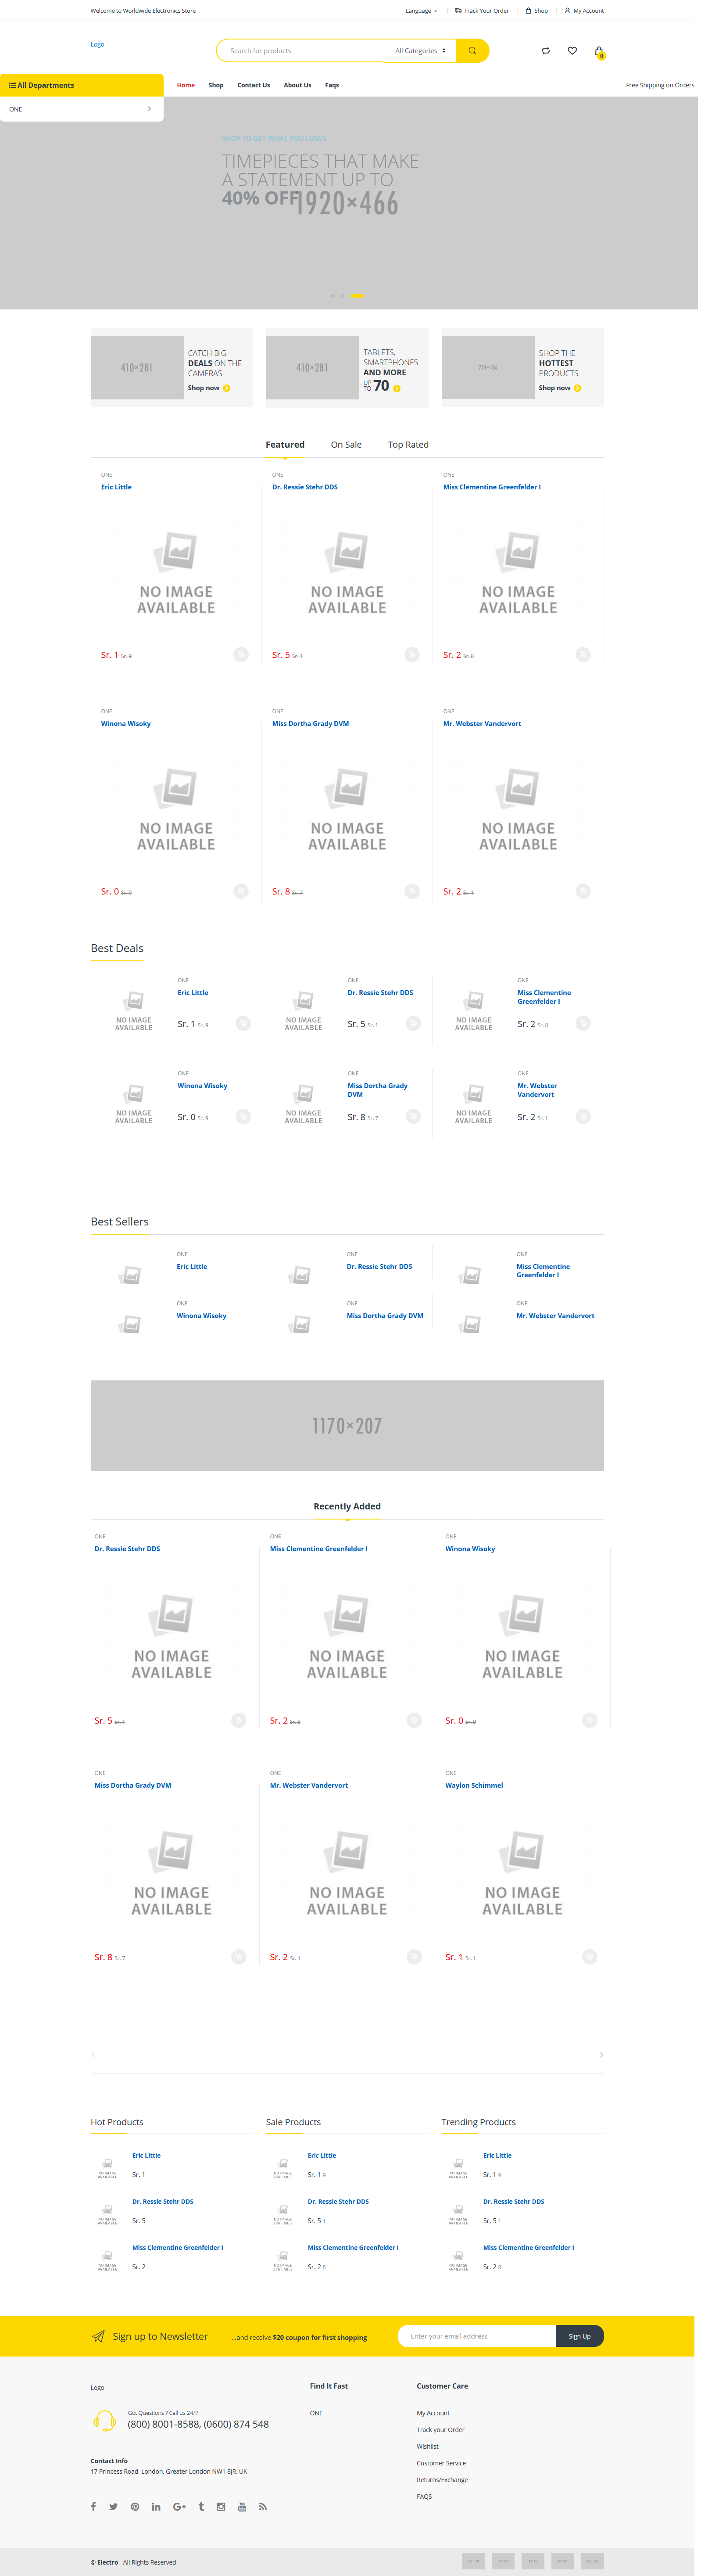 Welcome to Worldwide Electronics Store
Language
Track Your Order
Shop
My Account
Logo
Search for products
All Categories
0
All Departments
Home
Shop
Contact Us
About Us
Faqs
Free Shipping on Orders
ONE
SHOP TO GET WHAT YOU LOVES
TIMEPIECES THAT MAKE
A STATEMENT UP TO
40% OFF
1920×466
410×281
CATCH BIG
DEALS ON THE
CAMERAS
Shop now
410×281
TABLETS,
SMARTPHONES
AND MORE
UP TO 70
SHOP THE
HOTTEST
PRODUCTS
Shop now
Featured
On Sale
Top Rated
ONE
Eric Little
NO IMAGE
AVAILABLE
Sr. 1 Sr. 9
ONE
Dr. Ressie Stehr DDS
NO IMAGE
AVAILABLE
Sr. 5 Sr. 1
ONE
Miss Clementine Greenfelder I
NO IMAGE
AVAILABLE
Sr. 2 Sr. 8
ONE
Winona Wisoky
NO IMAGE
AVAILABLE
Sr. 0 Sr. 9
ONE
Miss Dortha Grady DVM
NO IMAGE
AVAILABLE
Sr. 8 Sr. 7
ONE
Mr. Webster Vandervort
NO IMAGE
AVAILABLE
Sr. 2 Sr. 1
Best Deals
ONE
Eric Little
NO IMAGE
AVAILABLE
Sr. 1 Sr. 9
ONE
Dr. Ressie Stehr DDS
NO IMAGE
AVAILABLE
Sr. 5 Sr. 1
ONE
Miss Clementine
Greenfelder I
NO IMAGE
AVAILABLE
Sr. 2 Sr. 8
ONE
Winona Wisoky
NO IMAGE
AVAILABLE
Sr. 0 Sr. 9
ONE
Miss Dortha Grady
DVM
NO IMAGE
AVAILABLE
Sr. 8 Sr. 7
ONE
Mr. Webster
Vandervort
NO IMAGE
AVAILABLE
Sr. 2 Sr. 1
Best Sellers
ONE
Eric Little
ONE
Dr. Ressie Stehr DDS
ONE
Miss Clementine
Greenfelder I
ONE
Winona Wisoky
ONE
Miss Dortha Grady DVM
ONE
Mr. Webster Vandervort
1170×207
Recently Added
ONE
Dr. Ressie Stehr DDS
NO IMAGE
AVAILABLE
Sr. 5 Sr. 1
ONE
Miss Clementine Greenfelder I
NO IMAGE
AVAILABLE
Sr. 2 Sr. 8
ONE
Winona Wisoky
NO IMAGE
AVAILABLE
Sr. 0 Sr. 9
ONE
Miss Dortha Grady DVM
NO IMAGE
AVAILABLE
Sr. 8 Sr. 7
ONE
Mr. Webster Vandervort
NO IMAGE
AVAILABLE
Sr. 2 Sr. 1
ONE
Waylon Schimmel
NO IMAGE
AVAILABLE
Sr. 1 Sr. 1
Hot Products
Eric Little
NO IMAGE
AVAILABLE
Sr. 1
Dr. Ressie Stehr DDS
NO IMAGE
AVAILABLE
Sr. 5
Miss Clementine Greenfelder I
NO IMAGE
AVAILABLE
Sr. 2
Sale Products
Eric Little
NO IMAGE
AVAILABLE
Sr. 1 9
Dr. Ressie Stehr DDS
NO IMAGE
AVAILABLE
Sr. 5 1
Miss Clementine Greenfelder I
NO IMAGE
AVAILABLE
Sr. 2 8
Trending Products
Eric Little
NO IMAGE
AVAILABLE
Sr. 1 9
Dr. Ressie Stehr DDS
NO IMAGE
AVAILABLE
Sr. 5 1
Miss Clementine Greenfelder I
NO IMAGE
AVAILABLE
Sr. 2 8
Sign up to Newsletter
...and receive $20 coupon for first shopping
Enter your email address
Sign Up
Logo
Got Questions ? Call us 24/7!
(800) 8001-8588, (0600) 874 548
Contact Info
17 Princess Road, London, Greater London NW1 8JR, UK
Find It Fast
ONE
Customer Care
My Account
Track your Order
Wishlist
Customer Service
Returns/Exchange
FAQS
© Electro - All Rights Reserved